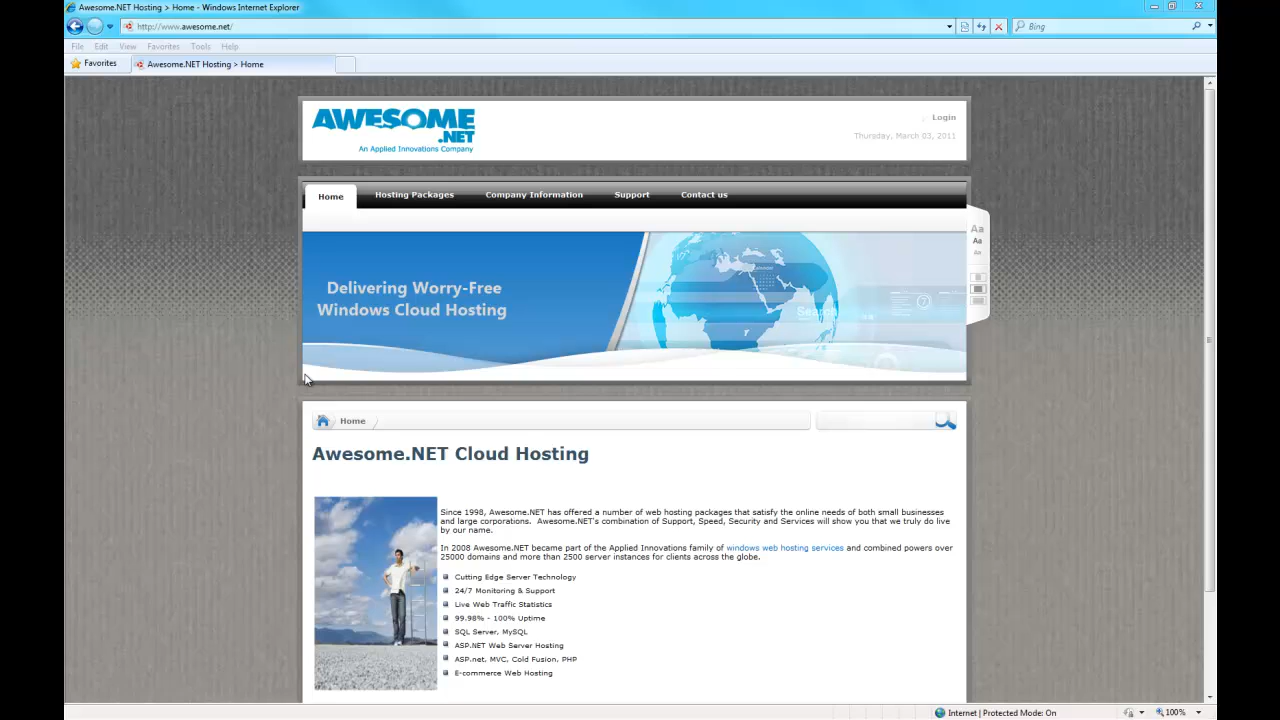 Awesome.NET Hosting > Home - Windows Internet Explorer
http://www.awesome.net/
Bing
File Edit View Favorites Tools Help
Favorites
Awesome.NET Hosting > Home
AWESOME
.NET
An Applied Innovations Company
Login
Thursday, March 03, 2011
Home Hosting Packages Company Information Support Contact us
Aa
Aa
Aa
Delivering Worry-Free
Windows Cloud Hosting
Search
Home
Awesome.NET Cloud Hosting
Since 1998, Awesome.NET has offered a number of web hosting packages that satisfy the online needs of both small businesses
and large corporations. Awesome.NET's combination of Support, Speed, Security and Services will show you that we truly do live
by our name.
In 2008 Awesome.NET became part of the Applied Innovations family of windows web hosting services and combined powers over
25000 domains and more than 2500 server instances for clients across the globe.
Cutting Edge Server Technology
24/7 Monitoring & Support
Live Web Traffic Statistics
99.98% - 100% Uptime
SQL Server, MySQL
ASP.NET Web Server Hosting
ASP.net, MVC, Cold Fusion, PHP
E-commerce Web Hosting
Internet | Protected Mode: On
100%